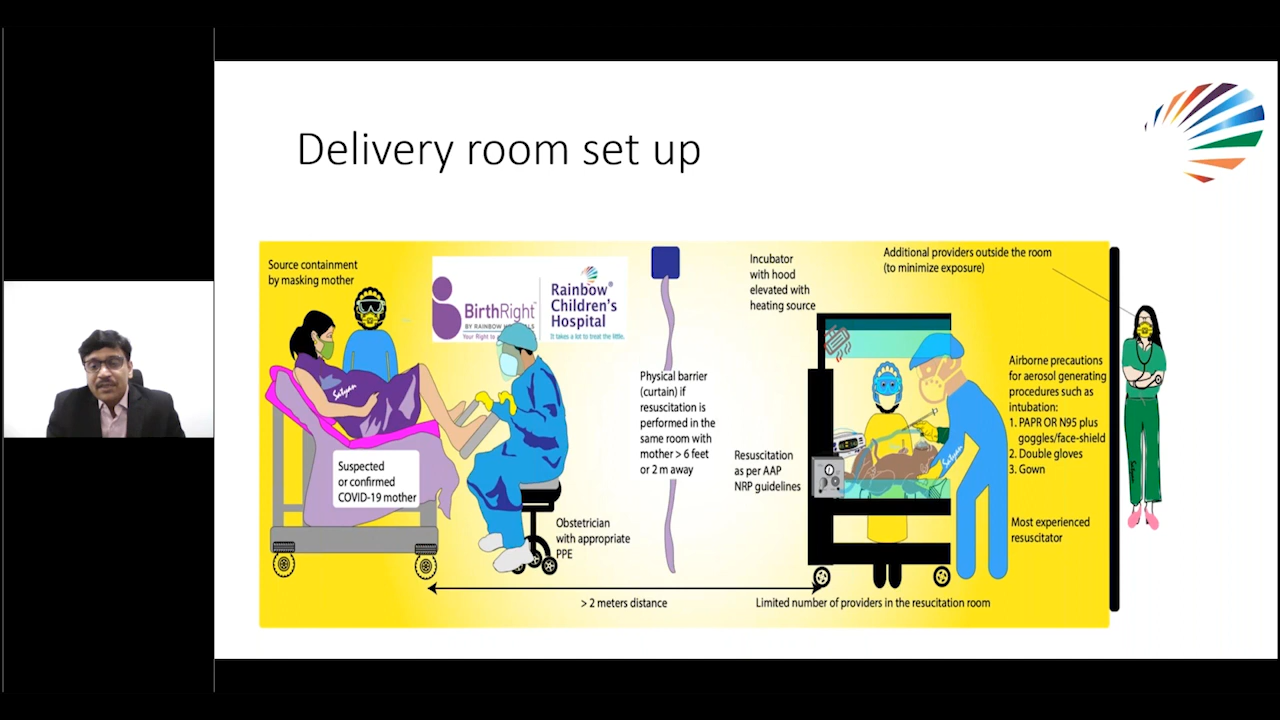 Delivery room set up
Source containment
by masking mother
BirthRight™
BY RAINBOW
Your Right to
Rainbow®
Children's
Hospital
It takes a lot to treat the little.
Suspected
or confirmed
COVID-19 mother
Obstetrician
with appropriate
PPE
Physical barrier
(curtain) if
resuscitation is
performed in the
same room with
mother > 6 feet
or 2 m away
> 2 meters distance
Incubator
with hood
elevated with
heating source
Resuscitation
as per AAP
NRP guidelines
Additional providers outside the room
(to minimize exposure)
Airborne precautions
for aerosol generating
procedures such as
intubation:
1. PAPR OR N95 plus
goggles/face-shield
2. Double gloves
3. Gown
Most experienced
resuscitator
Limited number of providers in the resucitation room